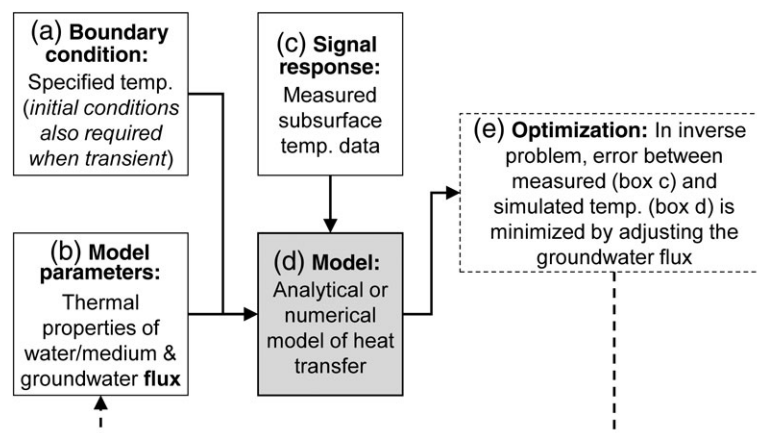 (a) Boundary
condition:
Specified temp.
(initial conditions
also required
when transient)
(c) Signal
response:
Measured
subsurface
temp. data
(e) Optimization: In inverse
problem, error between
measured (box c) and
simulated temp. (box d) is
minimized by adjusting the
groundwater flux
(b) Model
parameters:
Thermal
properties of
water/medium &
groundwater flux
(d) Model:
Analytical or
numerical
model of heat
transfer